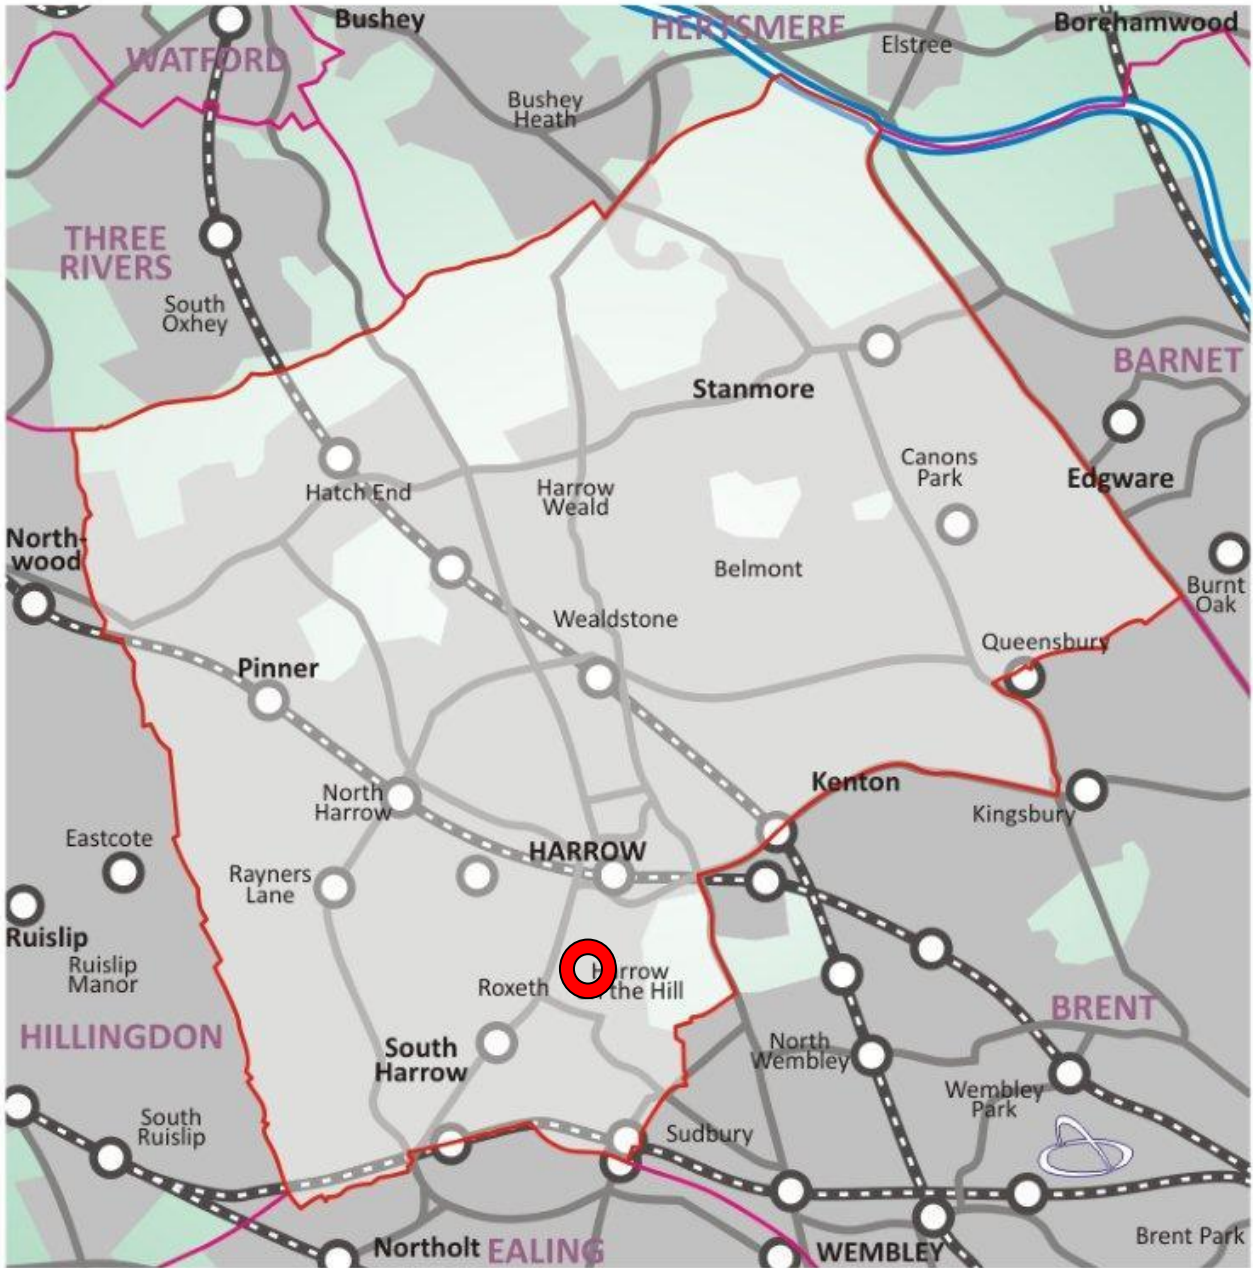 Bushey
HERTSMERE
Borehamwood
WATFORD
Elstree
Bushey
Heath
THREE
RIVERS
South
Oxhey
BARNET
Stanmore
Canons
Park
Edgware
Hatch End
Harrow
Weald
North-
wood
Belmont
Burnt
Oak
Wealdstone
Queensbury
Pinner
Kenton
North
Harrow
Kingsbury
Eastcote
HARROW
Rayners
Lane
Ruislip
Ruislip
Manor
Roxeth
the Hill
HILLINGDON
BRENT
South
Harrow
North
Wembley
Wembley
Park
South
Ruislip
Sudbury
Brent Park
Northolt
EALING
WEMBLEY